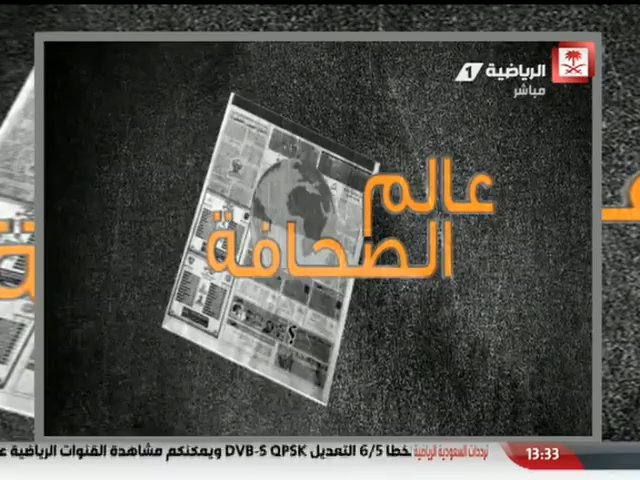 الرياضية 1
مباشر
عالم
الصحافة
ترددات السعودية الرياضية
خطا 6/5 التعديل DVB-S QPSK ويمكنكم مشاهدة القنوات الرياضية
13:33